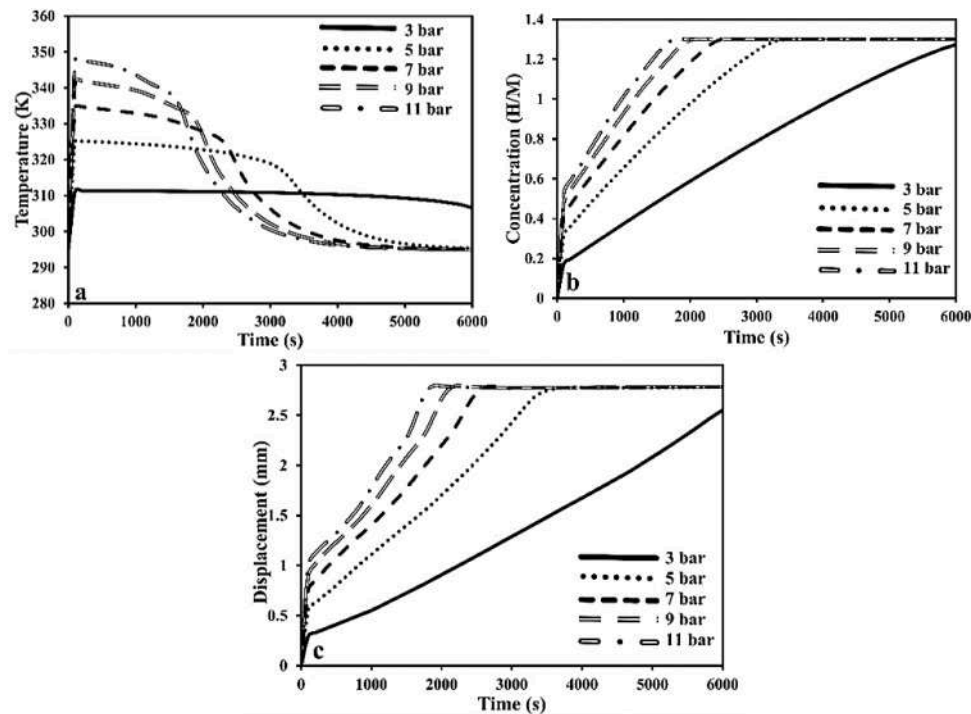 360
350
340
330
320
310
300
290
280
Temperature (K)
3 bar
5 bar
7 bar
9 bar
11 bar
a
0 1000 2000 3000 4000 5000 6000
Time (s)
1.4
1.2
1
0.8
0.6
0.4
0.2
0
Concentration (H/M)
3 bar
5 bar
7 bar
9 bar
11 bar
b
0 1000 2000 3000 4000 5000 6000
Time (s)
3
2.5
2
1.5
1
0.5
0
Displacement (mm)
3 bar
5 bar
7 bar
9 bar
11 bar
c
0 1000 2000 3000 4000 5000 6000
Time (s)